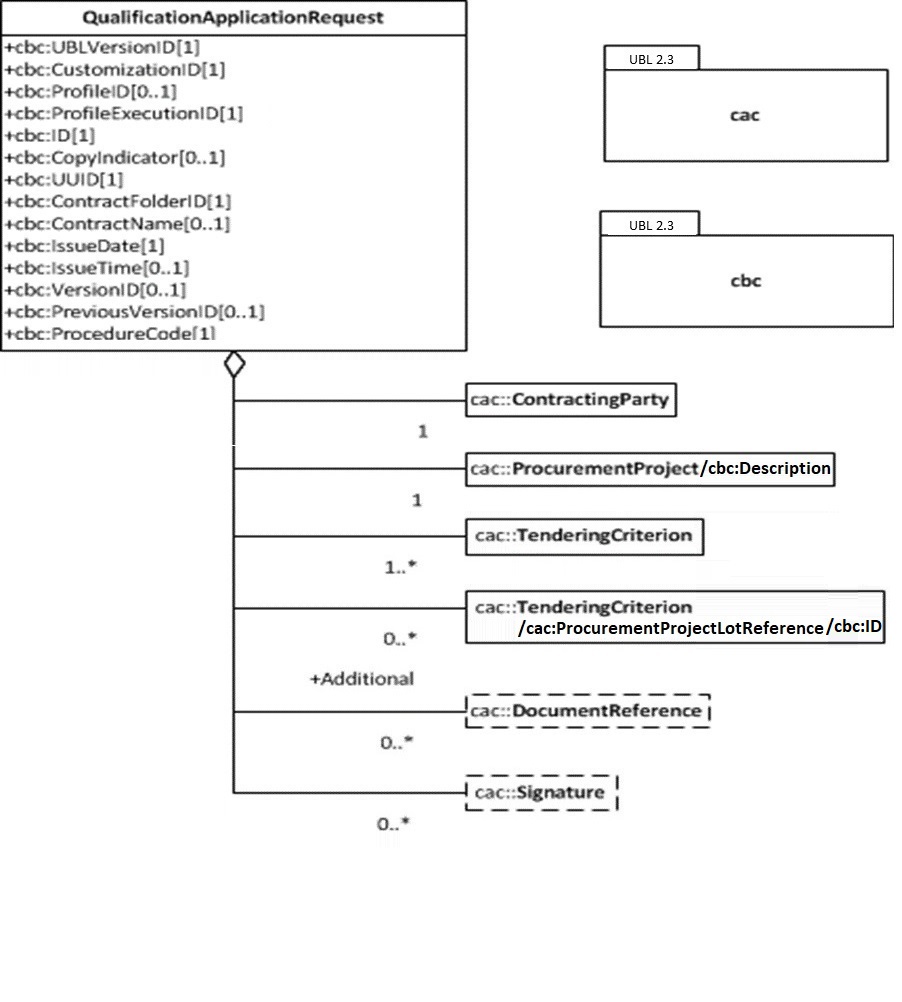 QualificationApplicationRequest
+cbc:UBLVersionID[1]
+cbc:CustomizationID[1]
+cbc:ProfileID[0..1]
+cbc:ProfileExecutionID[1]
+cbc:ID[1]
+cbc:CopyIndicator[0..1]
+cbc:UUID[1]
+cbc:ContractFolderID[1]
+cbc:ContractName[0..1]
+cbc:IssueDate[1]
+cbc:IssueTime[0..1]
+cbc:VersionID[0..1]
+cbc:PreviousVersionID[0..1]
+cbc:ProcedureCode[1]
UBL 2.3
cac
UBL 2.3
cbc
cac::ContractingParty
1
cac::ProcurementProject/cbc:Description
1
cac::TenderingCriterion
1..*
cac::TenderingCriterion
/cac:ProcurementProjectLotReference/cbc:ID
0..*
+Additional
cac::DocumentReference
0..*
cac::Signature
0..*